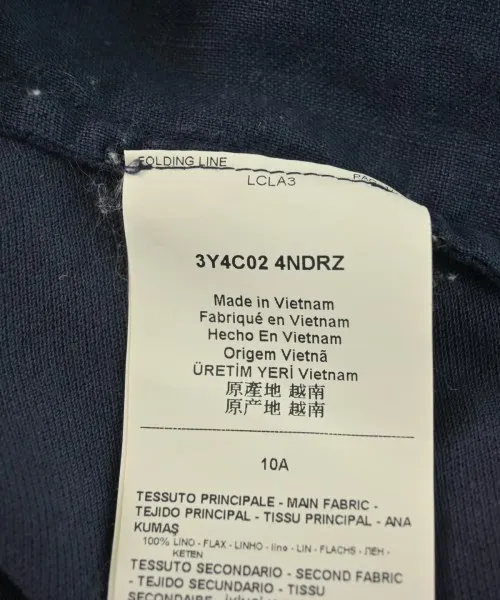 FOLDING LINE
LCLA3
3Y4C02 4NDRZ
Made in Vietnam
Fabriqué en Vietnam
Hecho En Vietnam
Origem Vietnã
ÜRETİM YERİ Vietnam
原產地 越南
原产地 越南
10A
TESSUTO PRINCIPALE - MAIN FABRIC -
TEJIDO PRINCIPAL - TISSU PRINCIPAL - ANA
KUMAŞ
100% LINO - FLAX - LINHO - lino - LIN - FLACHS - ЛЕН -
KETEN
TESSUTO SECONDARIO - SECOND FABRIC
- TEJIDO SECUNDARIO - TISSU